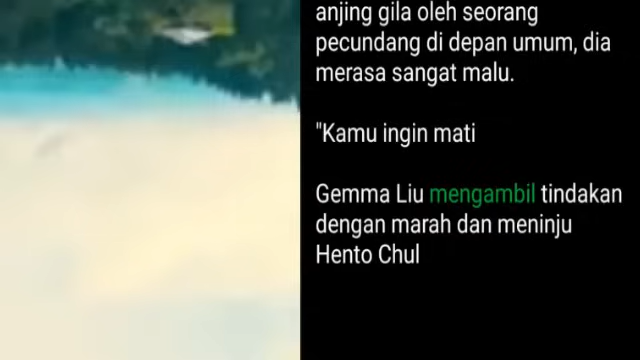 anjing gila oleh seorang
pecundang di depan umum, dia
merasa sangat malu.
"Kamu ingin mati
Gemma Liu mengambil tindakan
dengan marah dan meninju
Hento Chul